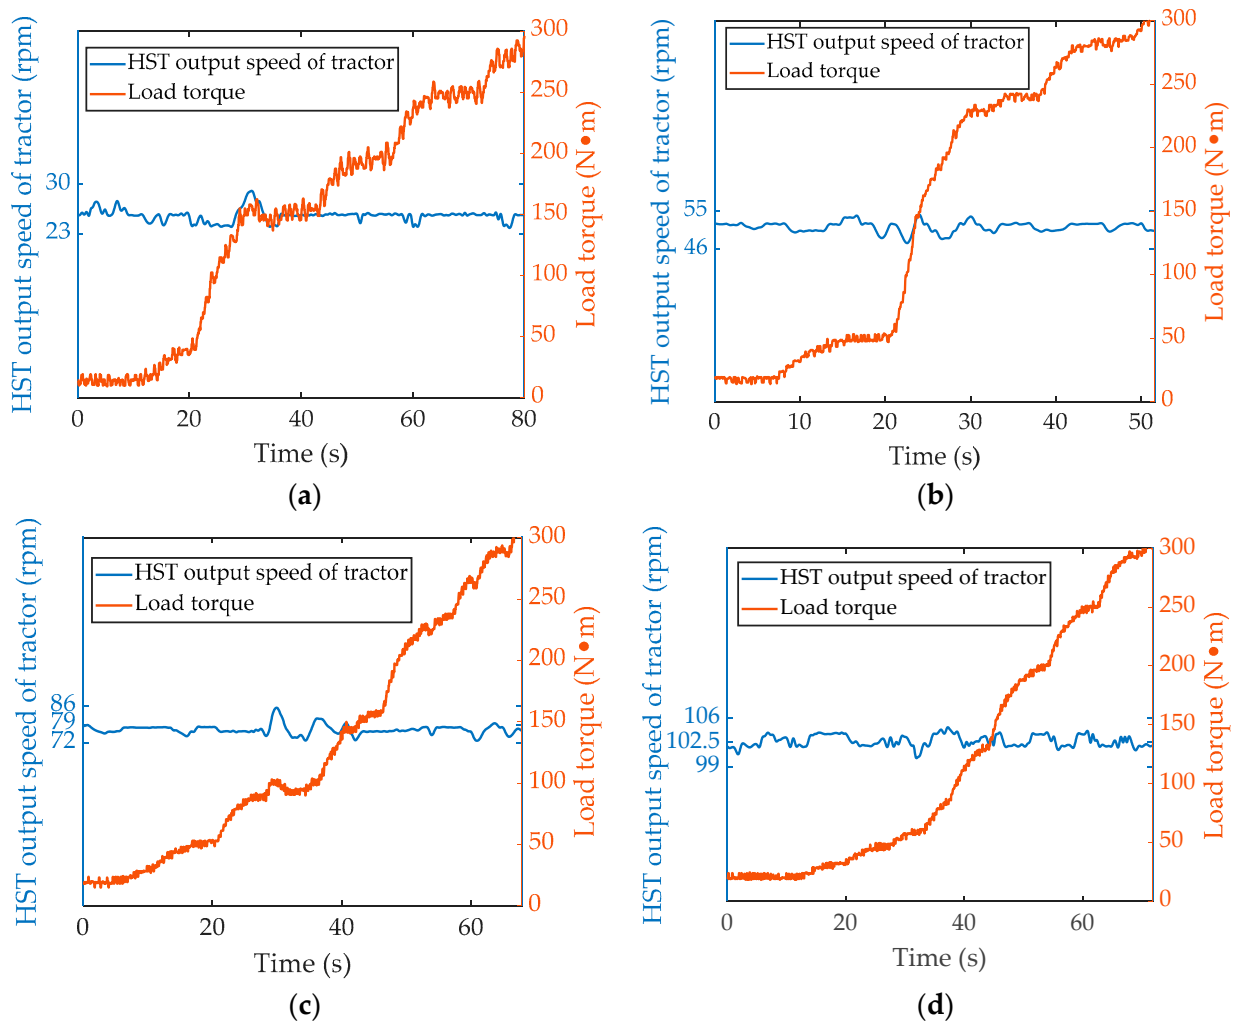 HST output speed of tractor (rpm)
HST output speed of tractor
Load torque
30
23
0
20
40
60
80
Time (s)
300
250
200
150
100
50
0
Load torque (N•m)
(a)
HST output speed of tractor (rpm)
HST output speed of tractor
Load torque
55
46
0
10
20
30
40
50
Time (s)
300
250
200
150
100
50
0
Load torque (N•m)
(b)
HST output speed of tractor (rpm)
HST output speed of tractor
Load torque
86
79
72
0
20
40
60
Time (s)
300
250
200
150
100
50
0
Load torque (N•m)
(c)
HST output speed of tractor (rpm)
HST output speed of tractor
Load torque
106
102.5
99
0
20
40
60
Time (s)
300
250
200
150
100
50
0
Load torque (N•m)
(d)